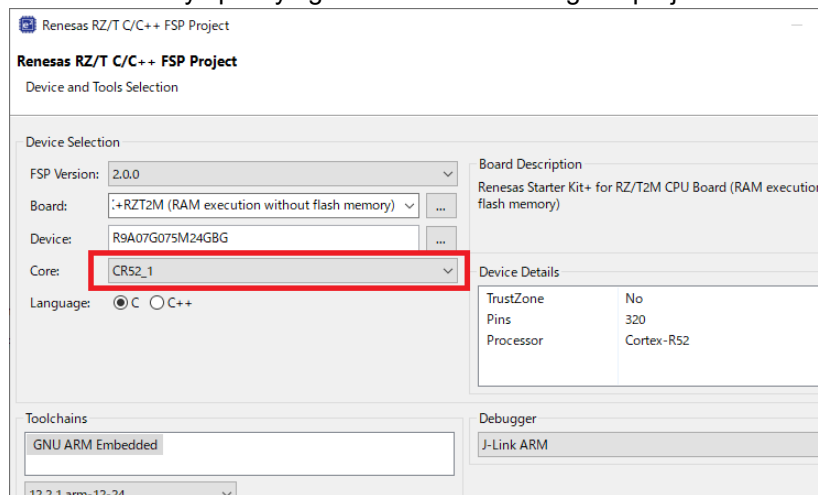 Renesas RZ/T C/C++ FSP Project
Renesas RZ/T C/C++ FSP Project
Device and Tools Selection
Device Selection
FSP Version: 2.0.0
Board: :+RZT2M (RAM execution without flash memory) ...
Device: R9A07G075M24GBG ...
Core: CR52_1
Language: C C++
Board Description
Renesas Starter Kit+ for RZ/T2M CPU Board (RAM execution
flash memory)
Device Details
TrustZone No
Pins 320
Processor Cortex-R52
Toolchains
GNU ARM Embedded
Debugger
J-Link ARM